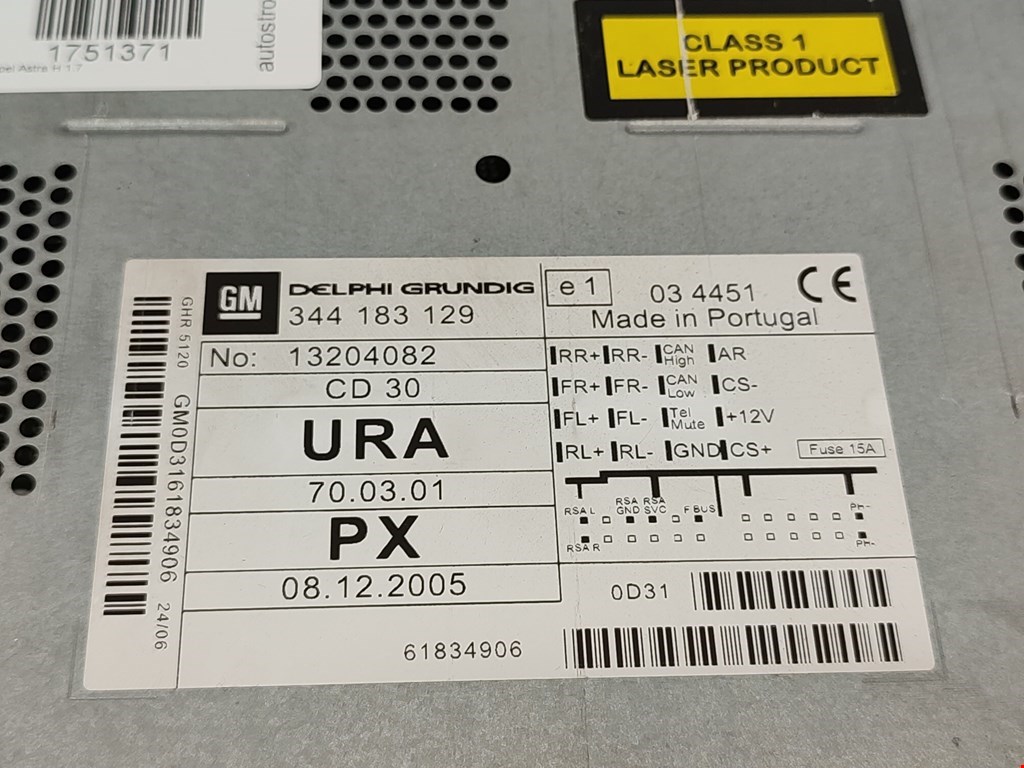 1751371
Astra H 1.7
autostro
CLASS 1
LASER PRODUCT
GM
DELPHI GRUNDIG
344 183 129
e1
03 4451
CE
Made in Portugal
No: 13204082
CD 30
URA
70.03.01
PX
08.12.2005
61834906
GHR 5120
GM0D3161834906
24/06
RR+ RR- CAN High AR
FR+ FR- CAN Low CS-
FL+ FL- Tel Mute +12V
RL+ RL- GND CS+ Fuse 15A
RSA L RSA GND RSA SVC F BUS PH-
RSA R PH-
0D31